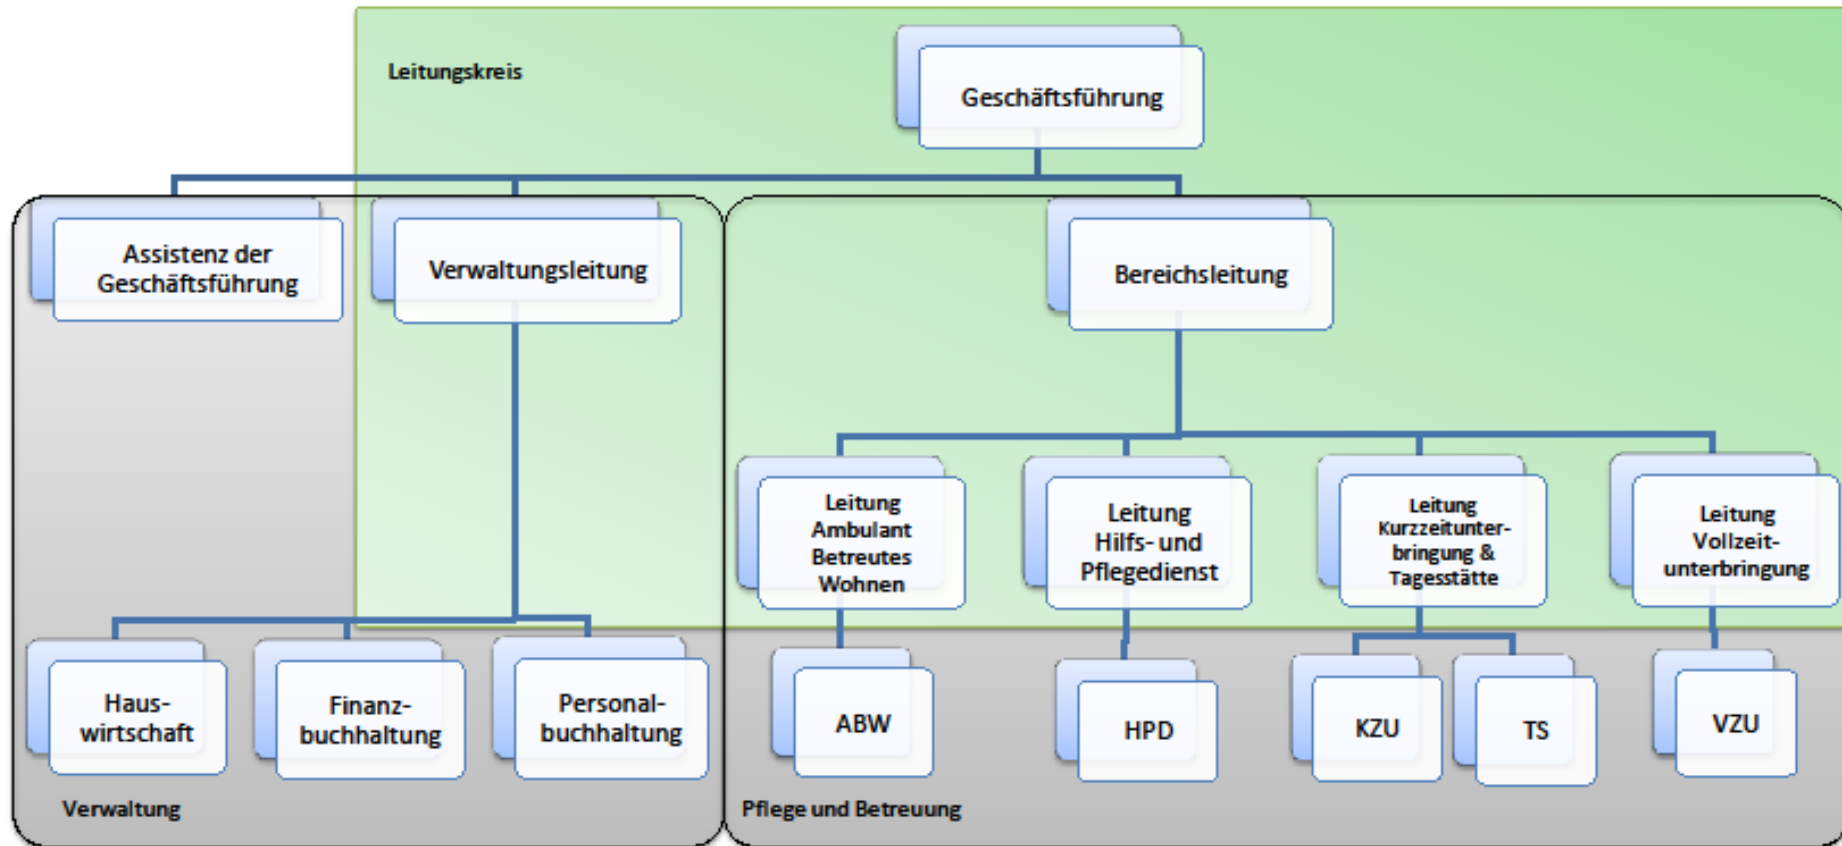 Leitungskreis
Geschäftsführung
Assistenz der
Geschäftsführung
Verwaltungsleitung
Bereichsleitung
Leitung
Ambulant
Betreutes
Wohnen
Leitung
Hilfs- und
Pflegedienst
Leitung
Kurzzeitunter-
bringung &
Tagesstätte
Leitung
Vollzeit-
unterbringung
Haus-
wirtschaft
Finanz-
buchhaltung
Personal-
buchhaltung
ABW
HPD
KZU
TS
VZU
Verwaltung
Pflege und Betreuung